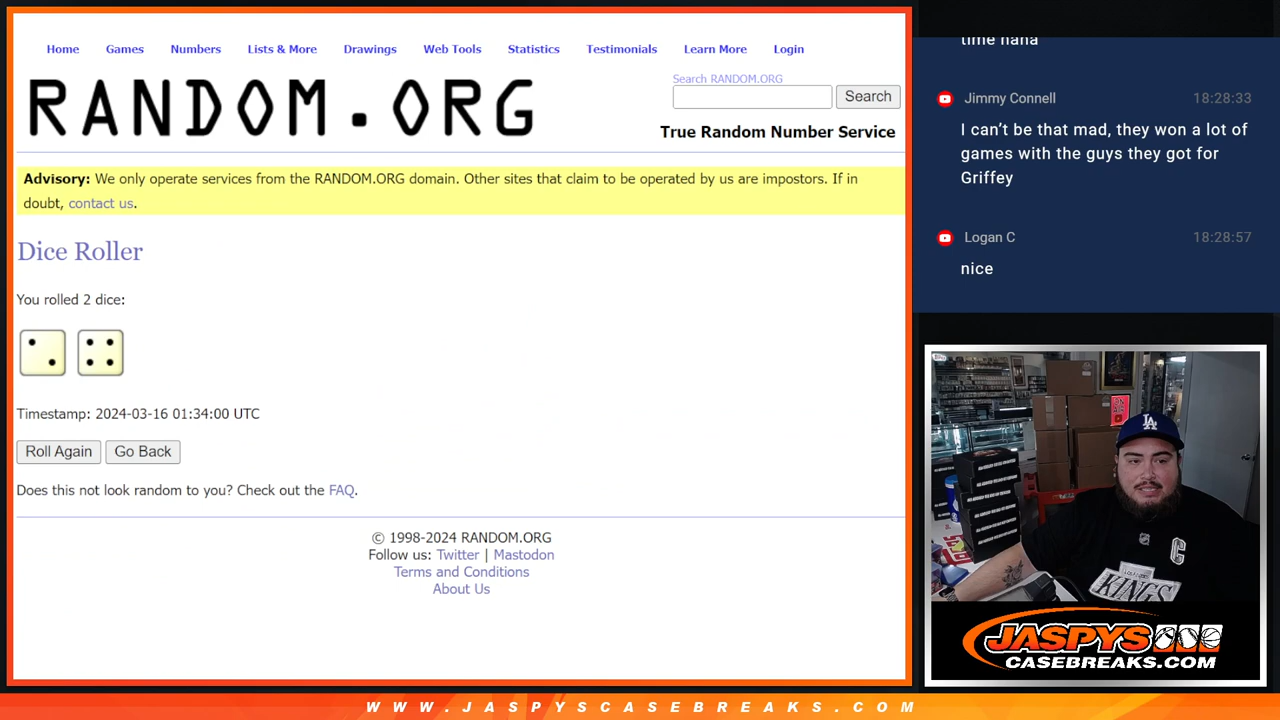 Home Games Numbers Lists & More Drawings Web Tools Statistics Testimonials Learn More Login
RANDOM.ORG
Search RANDOM.ORG
Search
True Random Number Service
Advisory: We only operate services from the RANDOM.ORG domain. Other sites that claim to be operated by us are impostors. If in
doubt, contact us.
Dice Roller
You rolled 2 dice:
Timestamp: 2024-03-16 01:34:00 UTC
Roll Again Go Back
Does this not look random to you? Check out the FAQ.
© 1998-2024 RANDOM.ORG
Follow us: Twitter | Mastodon
Terms and Conditions
About Us
time haha
Jimmy Connell 18:28:33
I can't be that mad, they won a lot of
games with the guys they got for
Griffey
Logan C 18:28:57
nice
LA
C
KINGS
JASPYS
CASEBREAKS.COM
WWW.JASPYSCASEBREAKS.COM